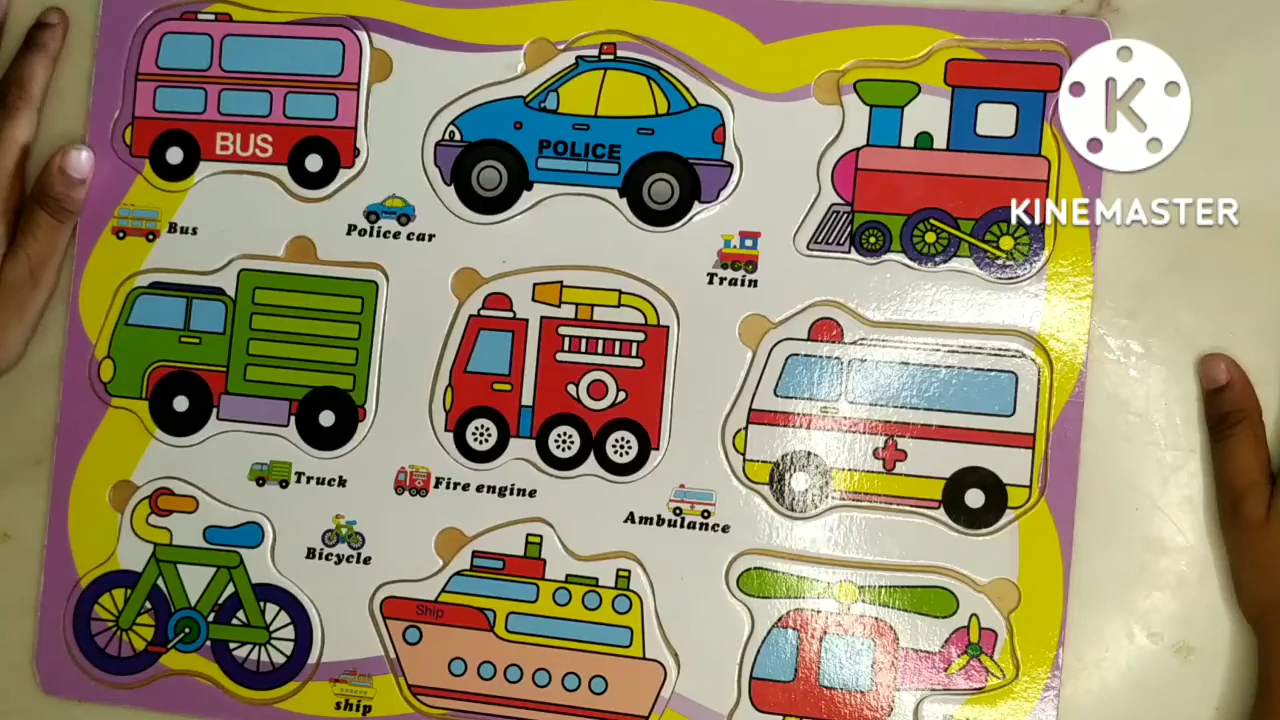 BUS
POLICE
K
KINEMASTER
Bus
Police car
Train
Truck
Fire engine
Ambulance
Bicycle
Ship
ship